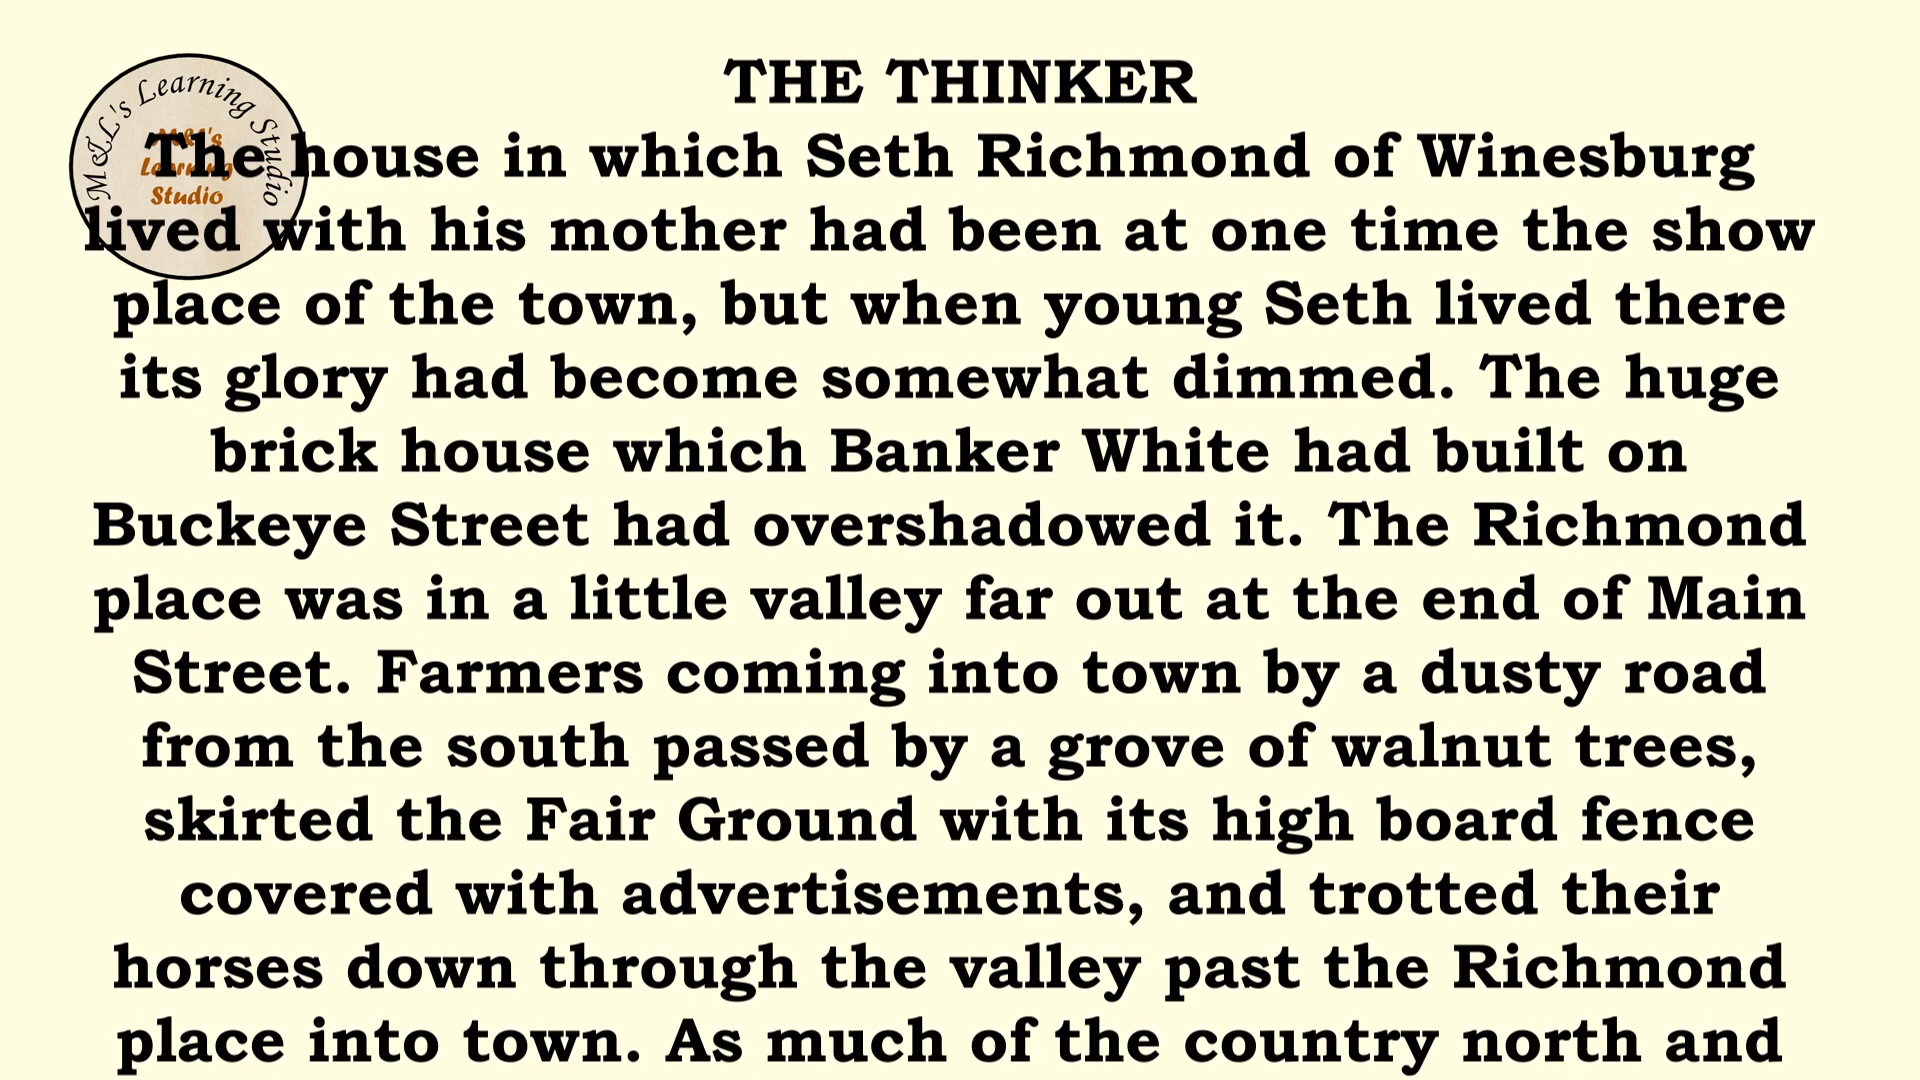 THE THINKER
M&L's Learning Studio
M&L's
Learning
Studio
The house in which Seth Richmond of Winesburg
lived with his mother had been at one time the show
place of the town, but when young Seth lived there
its glory had become somewhat dimmed. The huge
brick house which Banker White had built on
Buckeye Street had overshadowed it. The Richmond
place was in a little valley far out at the end of Main
Street. Farmers coming into town by a dusty road
from the south passed by a grove of walnut trees,
skirted the Fair Ground with its high board fence
covered with advertisements, and trotted their
horses down through the valley past the Richmond
place into town. As much of the country north and